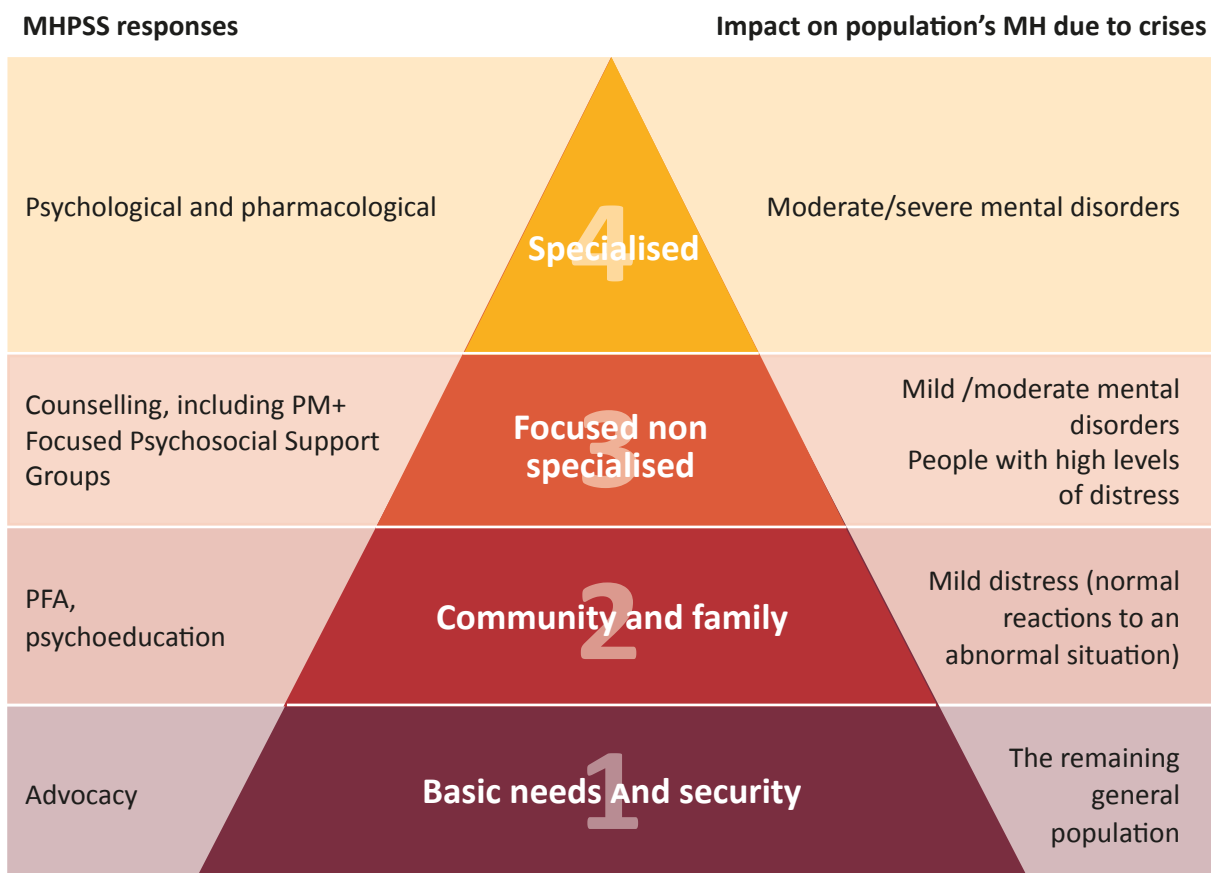 MHPSS responses
Impact on population's MH due to crises
Psychological and pharmacological
4
Specialised
Moderate/severe mental disorders
Counselling, including PM+
Focused Psychosocial Support
Groups
3
Focused non
specialised
Mild /moderate mental
disorders
People with high levels
of distress
PFA,
psychoeducation
2
Community and family
Mild distress (normal
reactions to an
abnormal situation)
Advocacy
1
Basic needs And security
The remaining
general
population